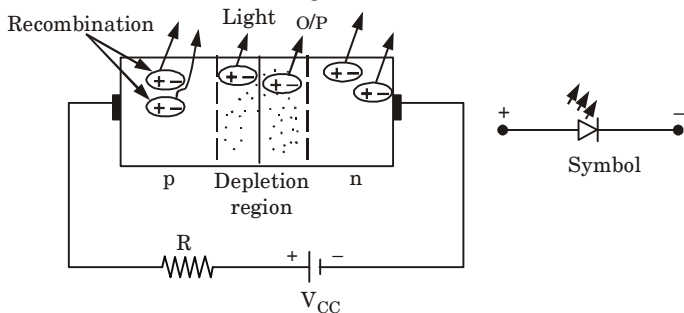 Recombination
Light
O/P
+ −
+ −
+ −
+ −
+ −
+ −
p
Depletion
region
n
+
−
Symbol
R
+
−
V_CC